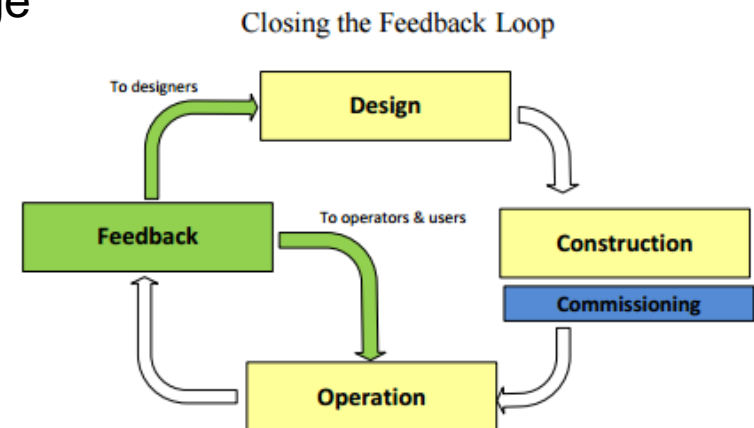 Closing the Feedback Loop
To designers
Design
Feedback
To operators & users
Construction
Commissioning
Operation